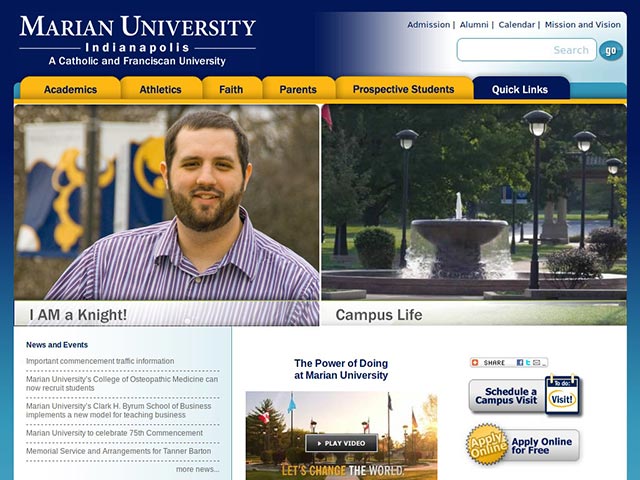 MARIAN UNIVERSITY
Indianapolis
A Catholic and Franciscan University
Admission | Alumni | Calendar | Mission and Vision
Search
go
Academics Athletics Faith Parents Prospective Students Quick Links
I AM a Knight!
Campus Life
News and Events
Important commencement traffic information
Marian University's College of Osteopathic Medicine can
now recruit students
Marian University's Clark H. Byrum School of Business
implements a new model for teaching business
Marian University to celebrate 75th Commencement
Memorial Service and Arrangements for Tanner Barton
more news...
The Power of Doing
at Marian University
PLAY VIDEO
LET'S CHANGE THE WORLD.
SHARE
Schedule a
Campus Visit
To do:
Visit!
Apply
Online
Apply Online
for Free